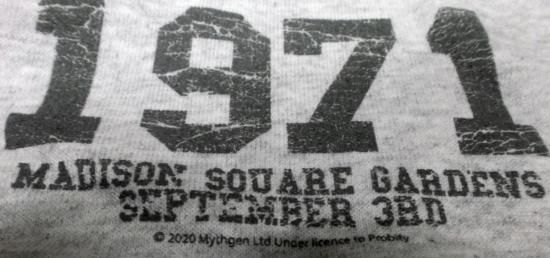 1971
MADISON SQUARE GARDENS
SEPTEMBER 3RD
© 2020 Mythgen Ltd Under licence to Probity